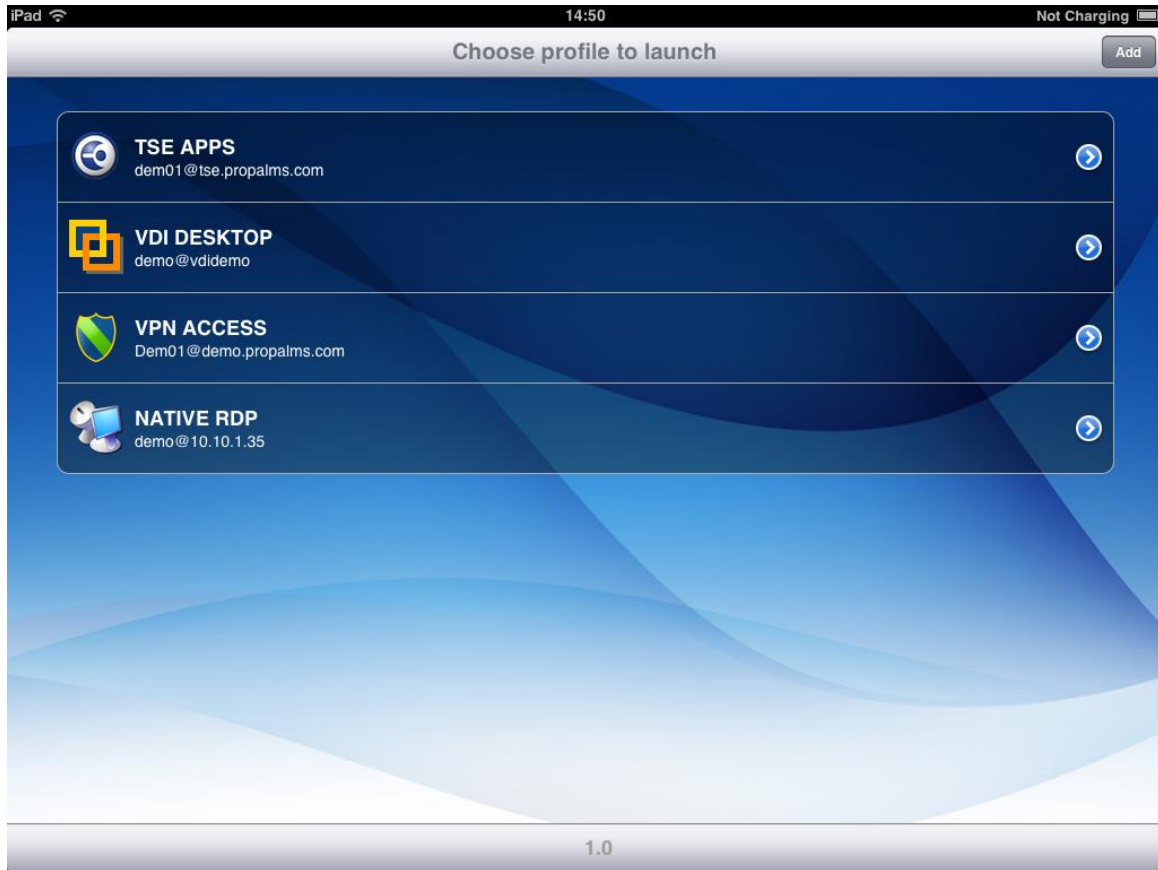 iPad 14:50 Not Charging
Choose profile to launch Add
TSE APPS
dem01@tse.propalms.com
VDI DESKTOP
demo@vdidemo
VPN ACCESS
Dem01@demo.propalms.com
NATIVE RDP
demo@10.10.1.35
1.0